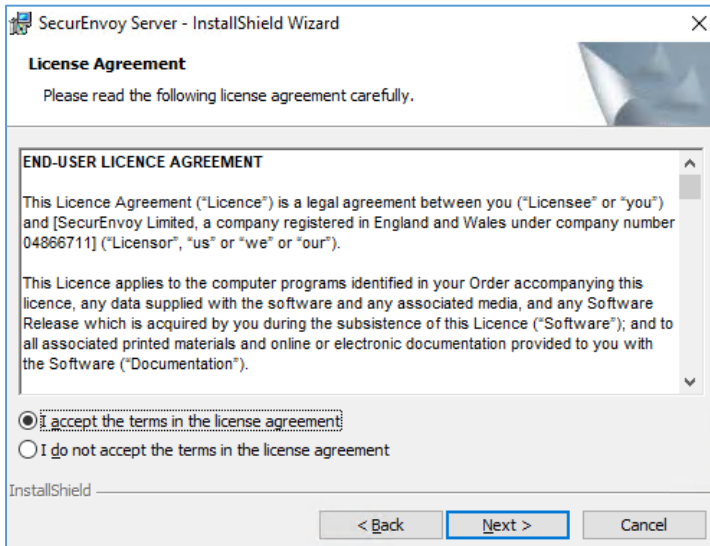 SecurEnvoy Server - InstallShield Wizard
License Agreement
Please read the following license agreement carefully.
END-USER LICENCE AGREEMENT
This Licence Agreement (“Licence”) is a legal agreement between you (“Licensee” or “you”)
and [SecurEnvoy Limited, a company registered in England and Wales under company number
04866711] (“Licensor”, “us” or “we” or “our”).
This Licence applies to the computer programs identified in your Order accompanying this
licence, any data supplied with the software and any associated media, and any Software
Release which is acquired by you during the subsistence of this Licence (“Software”); and to
all associated printed materials and online or electronic documentation provided to you with
the Software (“Documentation”).
I accept the terms in the license agreement
I do not accept the terms in the license agreement
InstallShield
< Back
Next >
Cancel